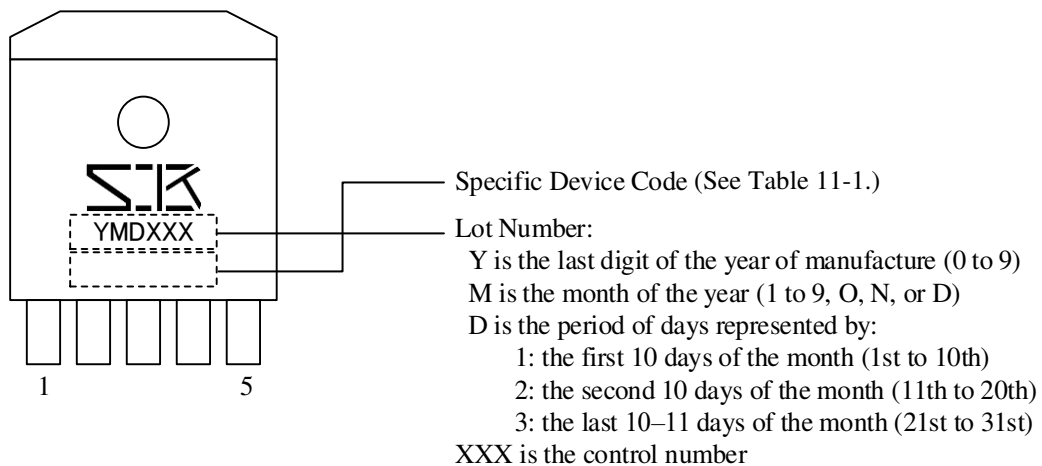 SK
YMDXXX
1 5
Specific Device Code (See Table 11-1.)
Lot Number:
Y is the last digit of the year of manufacture (0 to 9)
M is the month of the year (1 to 9, O, N, or D)
D is the period of days represented by:
1: the first 10 days of the month (1st to 10th)
2: the second 10 days of the month (11th to 20th)
3: the last 10–11 days of the month (21st to 31st)
XXX is the control number